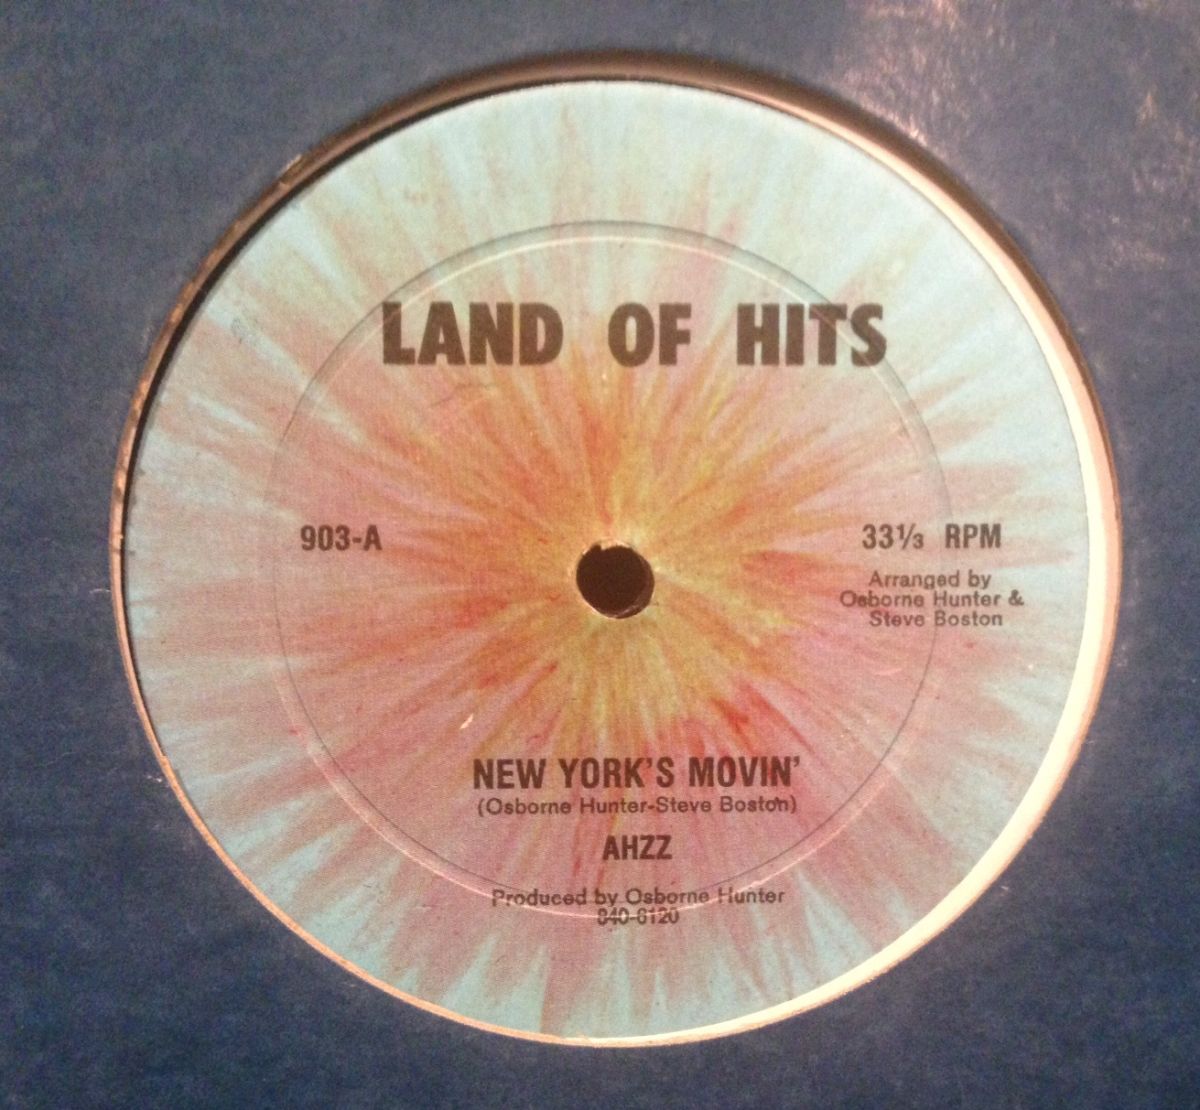 LAND OF HITS
903-A
33⅓ RPM
Arranged by
Osborne Hunter &
Steve Boston
NEW YORK'S MOVIN'
(Osborne Hunter-Steve Boston)
AHZZ
Produced by Osborne Hunter
840-6120